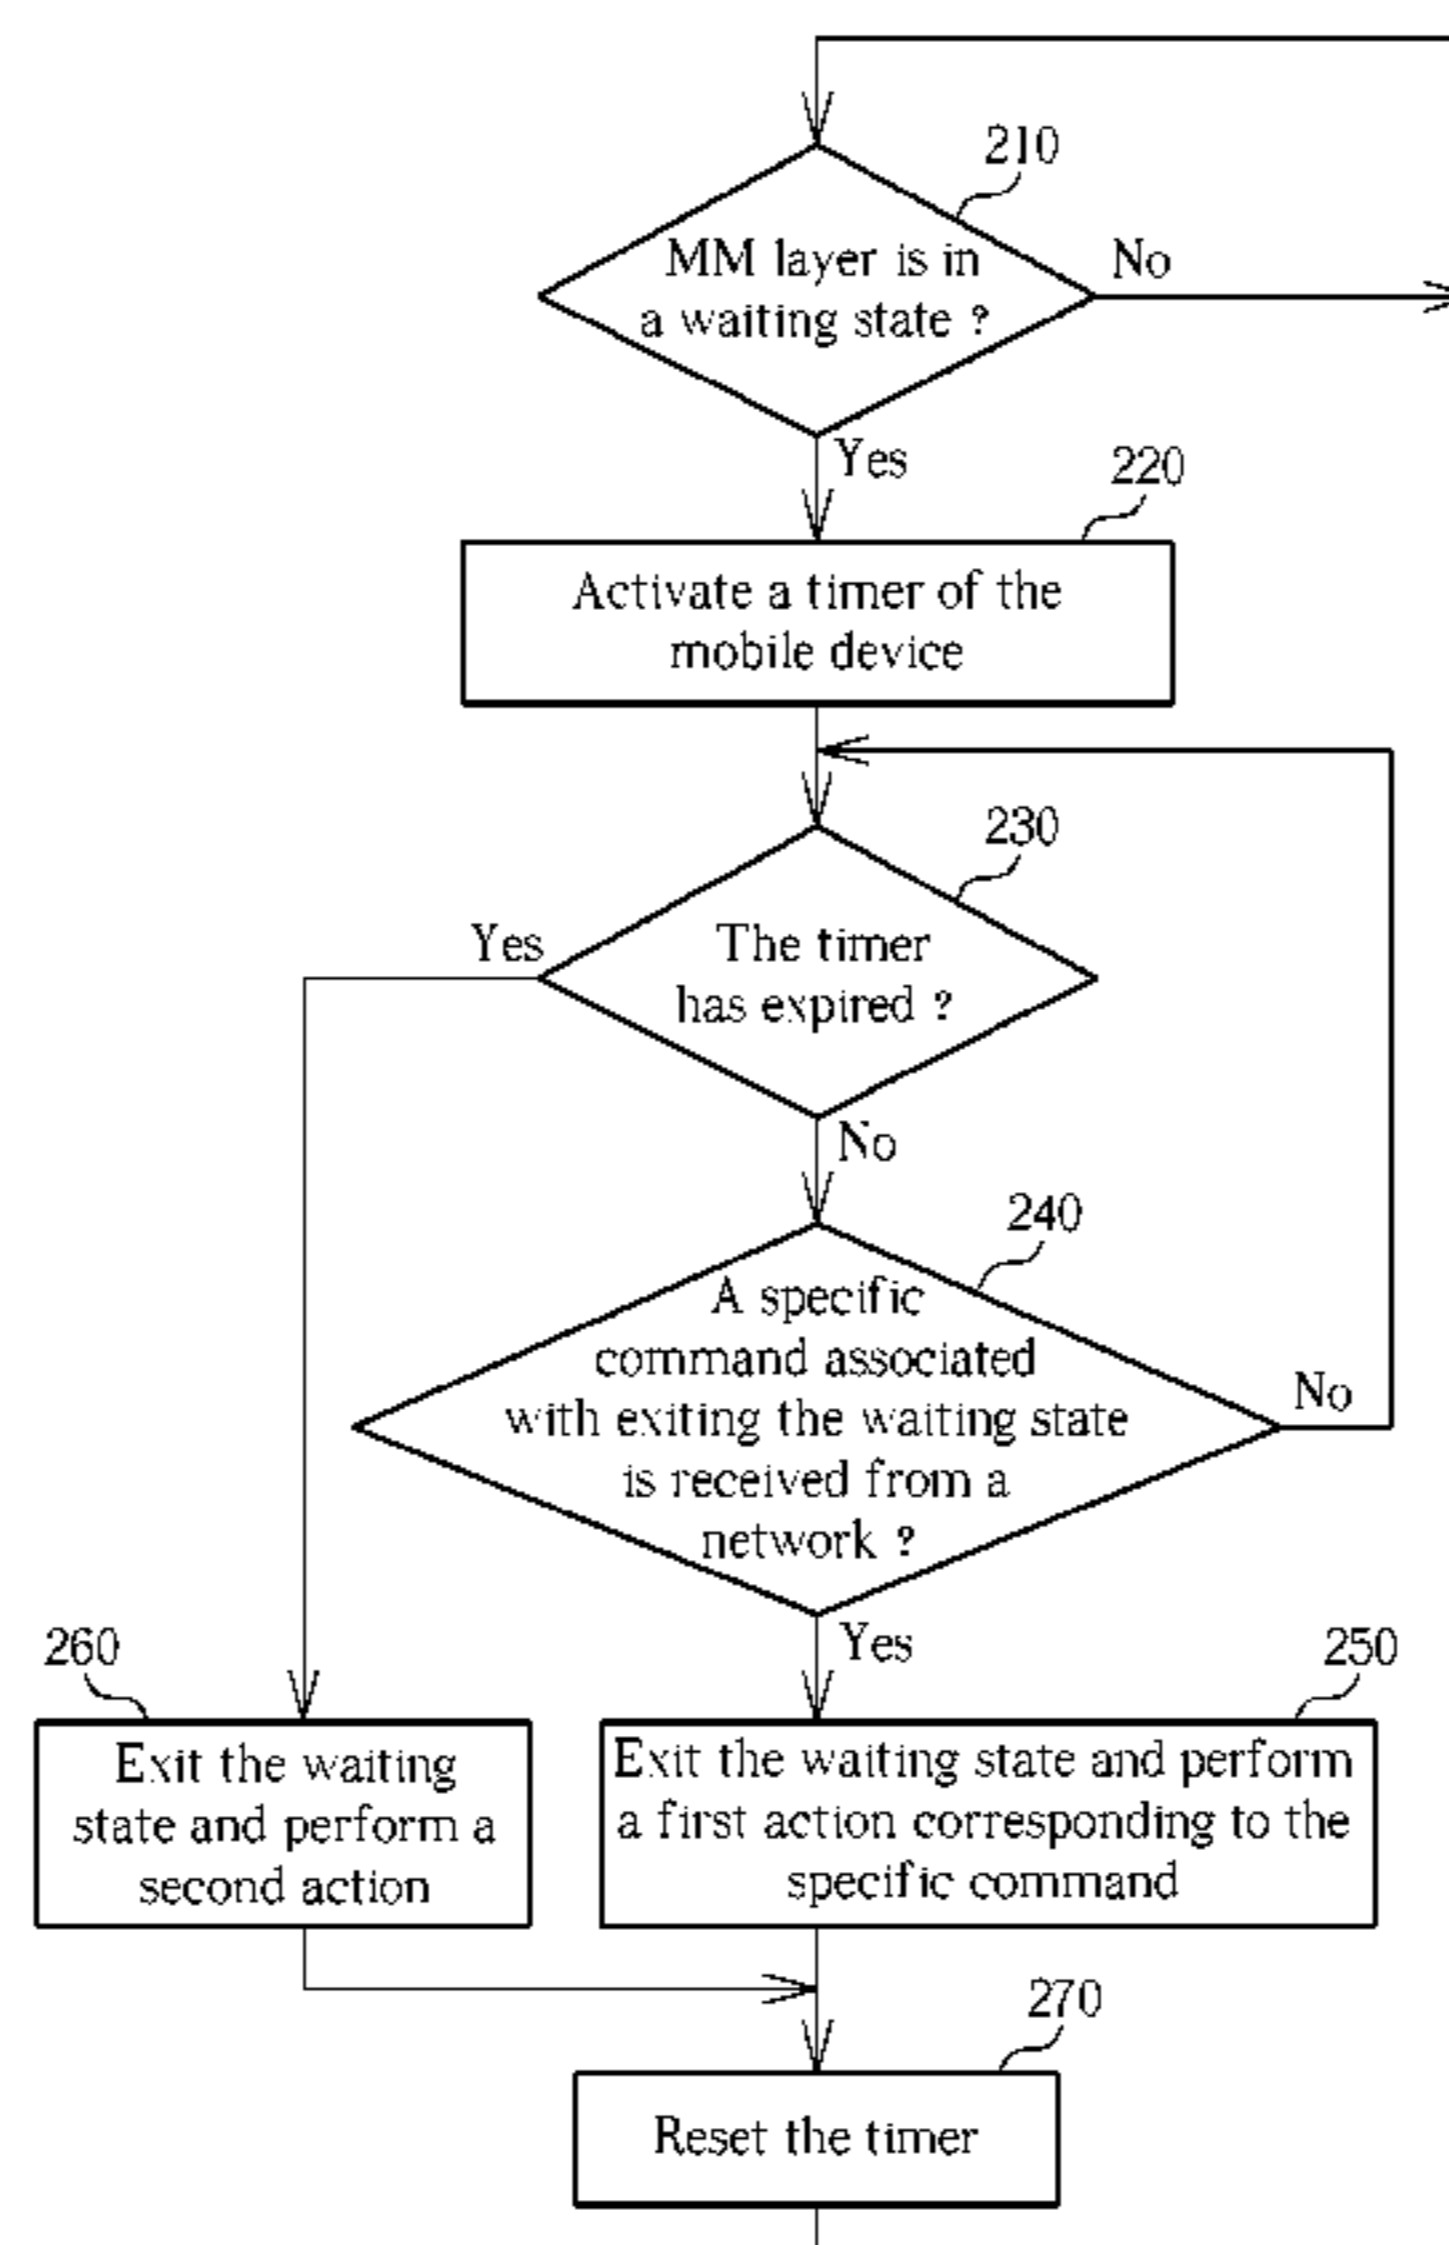 210
MM layer is in
a waiting state ?
No
Yes
220
Activate a timer of the
mobile device
230
The timer
has expired ?
Yes
No
240
A specific
command associated
with exiting the waiting state
is received from a
network ?
No
Yes
260
Exit the waiting
state and perform a
second action
250
Exit the waiting state and perform
a first action corresponding to the
specific command
270
Reset the timer